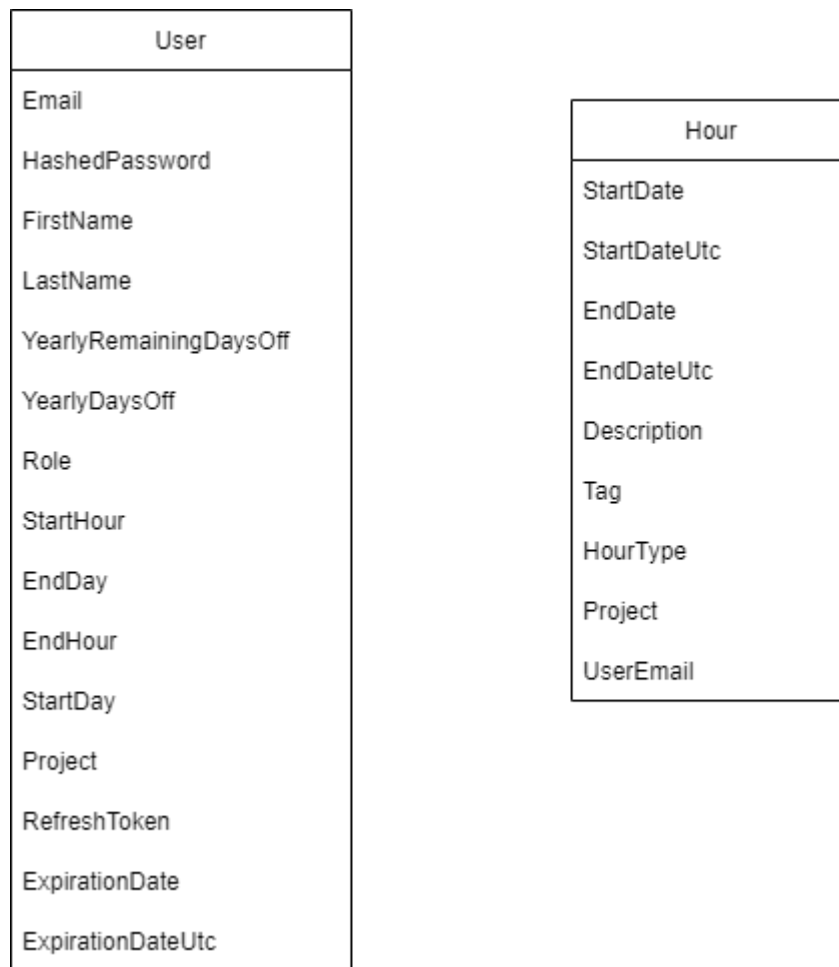 User
Email
HashedPassword
FirstName
LastName
YearlyRemainingDaysOff
YearlyDaysOff
Role
StartHour
EndDay
EndHour
StartDay
Project
RefreshToken
ExpirationDate
ExpirationDateUtc
Hour
StartDate
StartDateUtc
EndDate
EndDateUtc
Description
Tag
HourType
Project
UserEmail